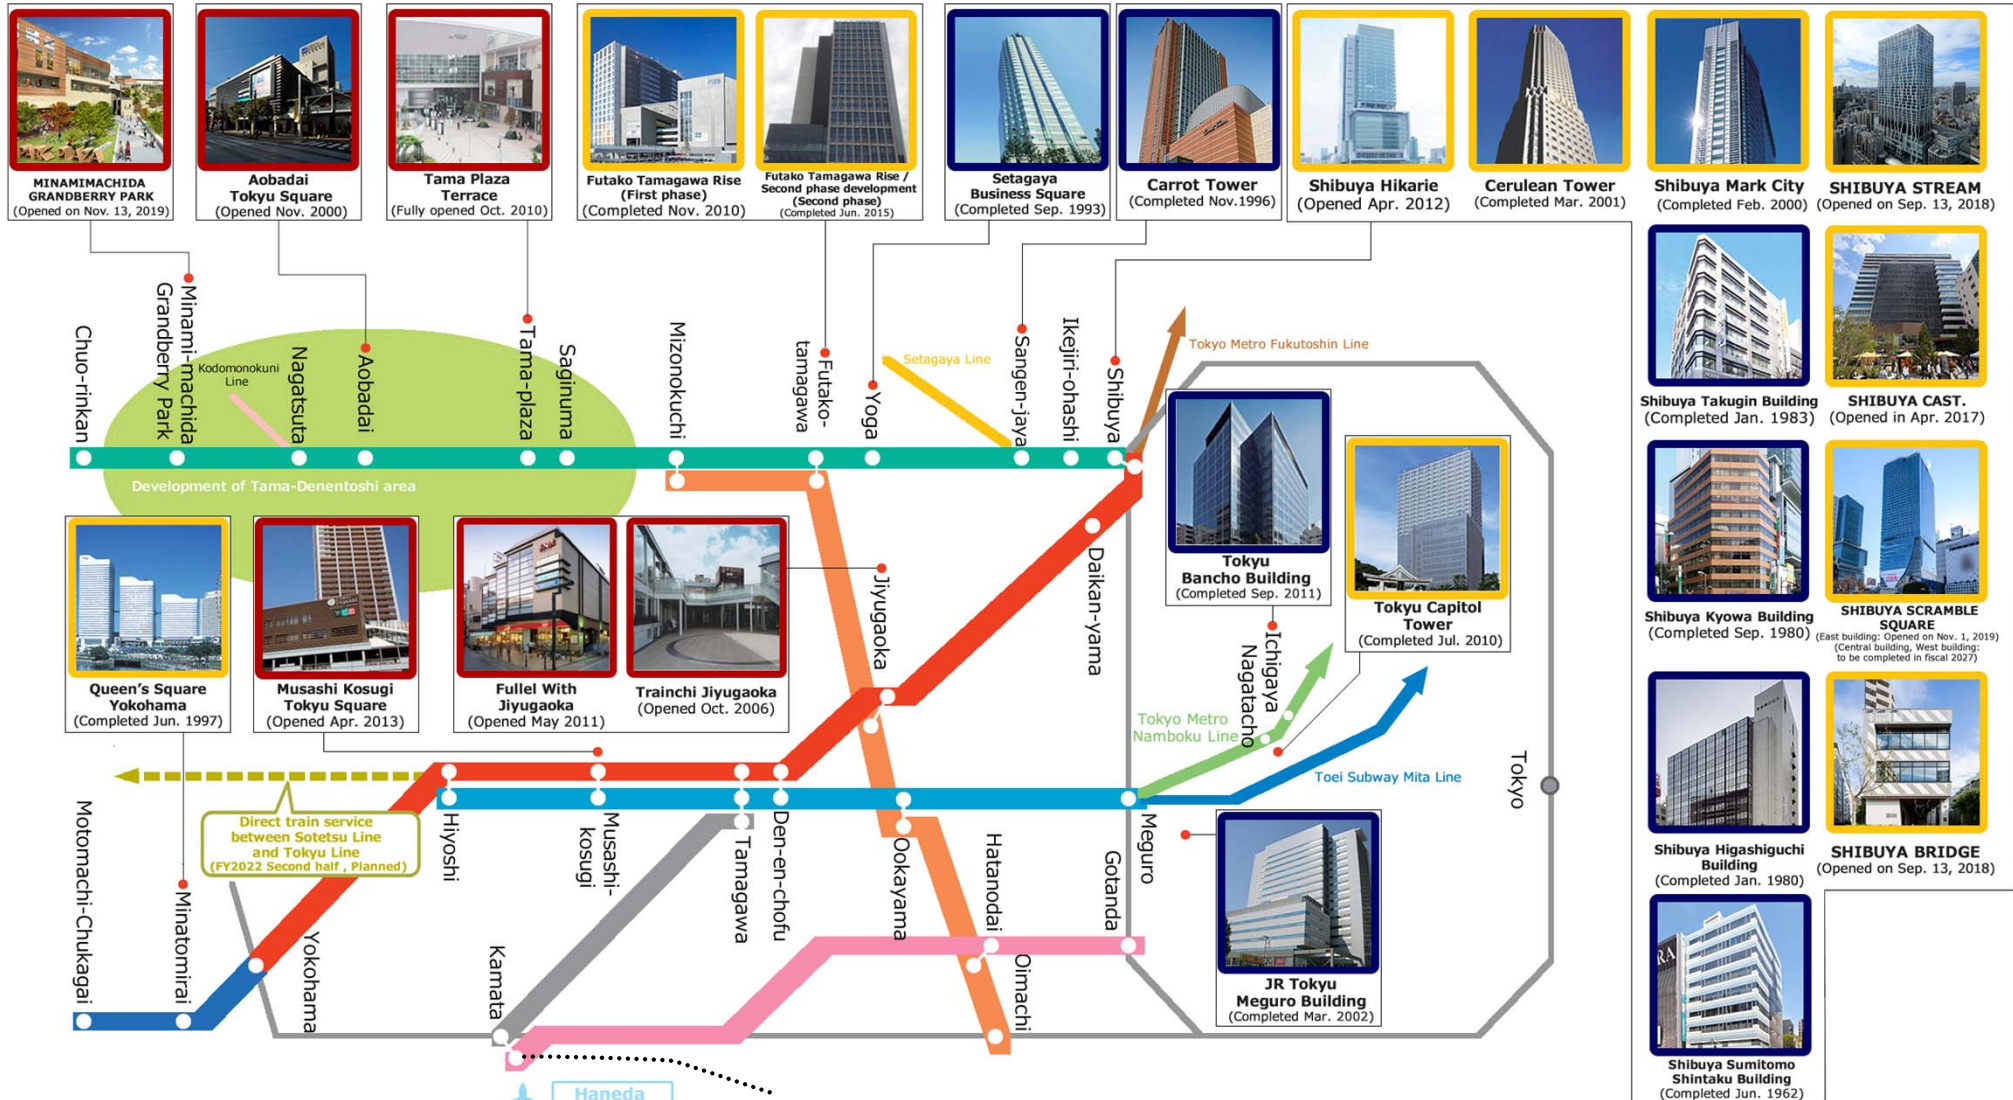 MINAMIMACHIDA
GRANDBERRY PARK
(Opened on Nov. 13, 2019)
Aobadai
Tokyu Square
(Opened Nov. 2000)
Tama Plaza
Terrace
(Fully opened Oct. 2010)
Futako Tamagawa Rise
(First phase)
(Completed Nov. 2010)
Futako Tamagawa Rise /
Second phase development
(Second phase)
(Completed Jun. 2015)
Setagaya
Business Square
(Completed Sep. 1993)
Carrot Tower
(Completed Nov.1996)
Shibuya Hikarie
(Opened Apr. 2012)
Cerulean Tower
(Completed Mar. 2001)
Shibuya Mark City
(Completed Feb. 2000)
SHIBUYA STREAM
(Opened on Sep. 13, 2018)
Shibuya Takugin Building
(Completed Jan. 1983)
SHIBUYA CAST.
(Opened in Apr. 2017)
Shibuya Kyowa Building
(Completed Sep. 1980)
SHIBUYA SCRAMBLE
SQUARE
(East building: Opened on Nov. 1, 2019)
(Central building, West building:
to be completed in fiscal 2027)
Shibuya Higashiguchi
Building
(Completed Jan. 1980)
SHIBUYA BRIDGE
(Opened on Sep. 13, 2018)
Shibuya Sumitomo
Shintaku Building
(Completed Jun. 1962)
Chuo-rinkan
Minami-machida
Grandberry Park
Kodomonokuni
Line
Nagatsuta
Aobadai
Tama-plaza
Saginuma
Mizonokuchi
Futako-
tamagawa
Yoga
Setagaya Line
Sangen-jaya
Ikejiri-ohashi
Shibuya
Tokyo Metro Fukutoshin Line
Development of Tama-Denentoshi area
Tokyu
Bancho Building
(Completed Sep. 2011)
Tokyu Capitol
Tower
(Completed Jul. 2010)
Queen's Square
Yokohama
(Completed Jun. 1997)
Musashi Kosugi
Tokyu Square
(Opened Apr. 2013)
Fullel With
Jiyugaoka
(Opened May 2011)
Trainchi Jiyugaoka
(Opened Oct. 2006)
Jiyugaoka
Daikan-yama
Ichigaya
Nagatacho
Tokyo Metro
Namboku Line
Toei Subway Mita Line
Tokyo
Direct train service
between Sotetsu Line
and Tokyu Line
(FY2022 Second half , Planned)
Motomachi-Chukagai
Minatomirai
Yokohama
Hiyoshi
Musashi-
kosugi
Tamagawa
Den-en-chofu
Ookayama
Hatanodai
Oimachi
Gotanda
Meguro
Kamata
JR Tokyu
Meguro Building
(Completed Mar. 2002)
Haneda